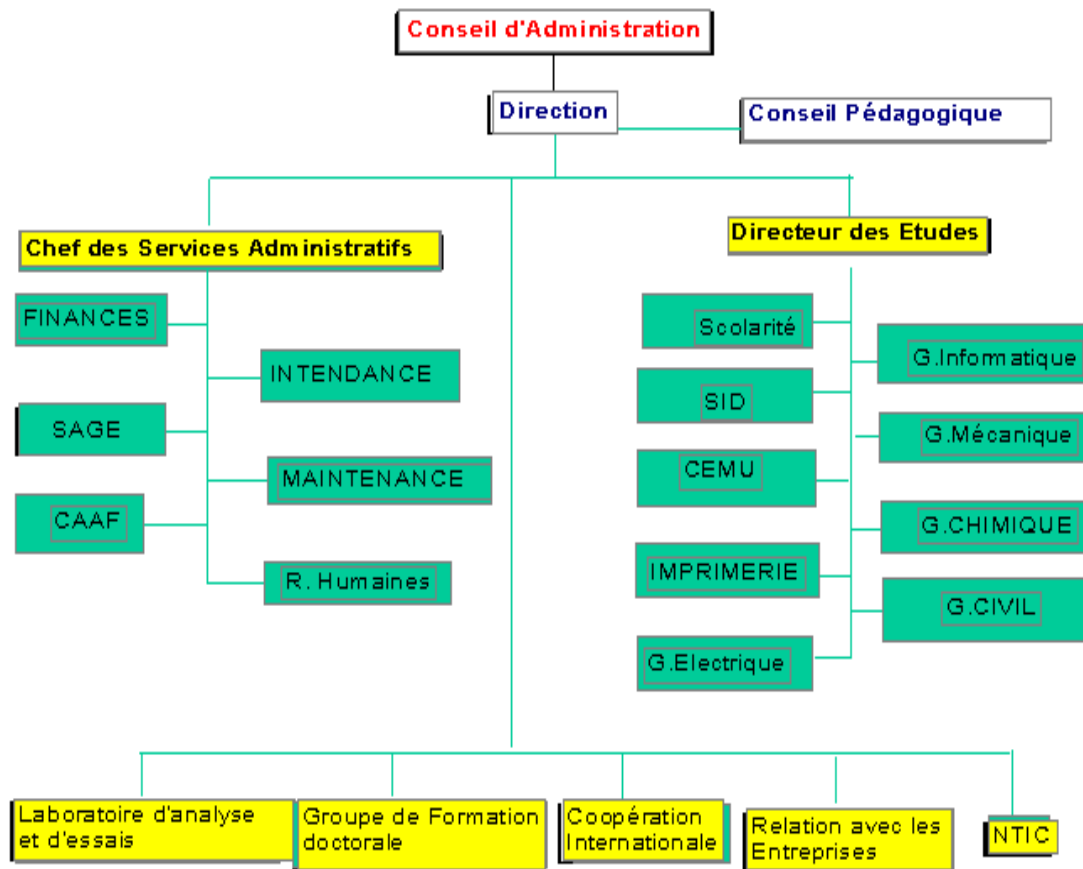 Conseil d'Administration
Direction
Conseil Pédagogique
Chef des Services Administratifs
Directeur des Etudes
FINANCES
INTENDANCE
SAGE
MAINTENANCE
CAAF
R. Humaines
Scolarité
G.Informatique
SID
G.Mécanique
CEMU
G.CHIMIQUE
IMPRIMERIE
G.CIVIL
G.Electrique
Laboratoire d'analyse
et d'essais
Groupe de Formation
doctorale
Coopération
Internationale
Relation avec les
Entreprises
NTIC